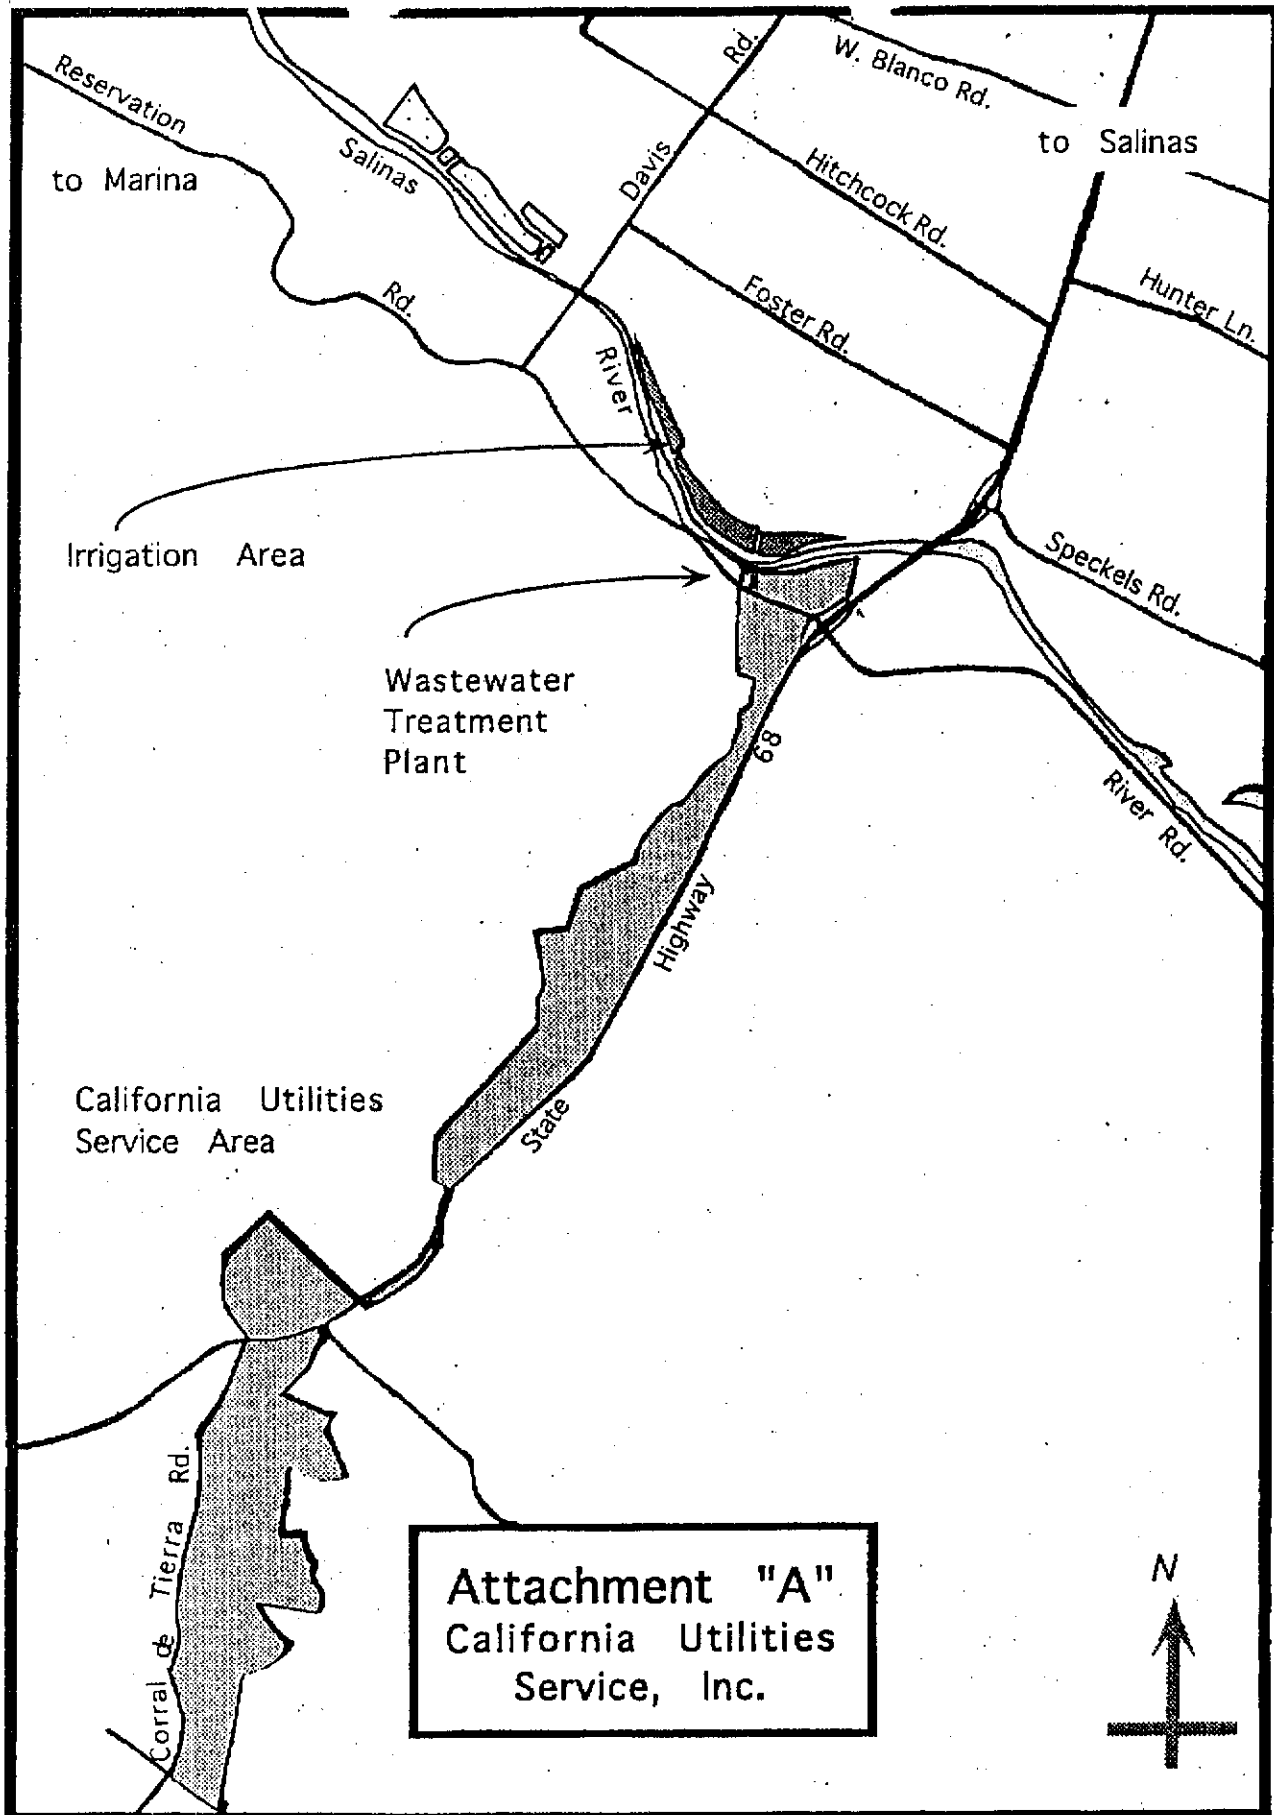 W. Blanco Rd.
Reservation
Rd.
to Salinas
Salinas
to Marina
Davis
Hitchcock Rd.
Rd.
Foster Rd.
Hunter Ln.
River
Irrigation Area
Speckels Rd.
Wastewater
Treatment
Plant
68
River Rd.
Highway
State
California Utilities
Service Area
Corral de Tierra Rd.
Attachment "A"
California Utilities
Service, Inc.
N